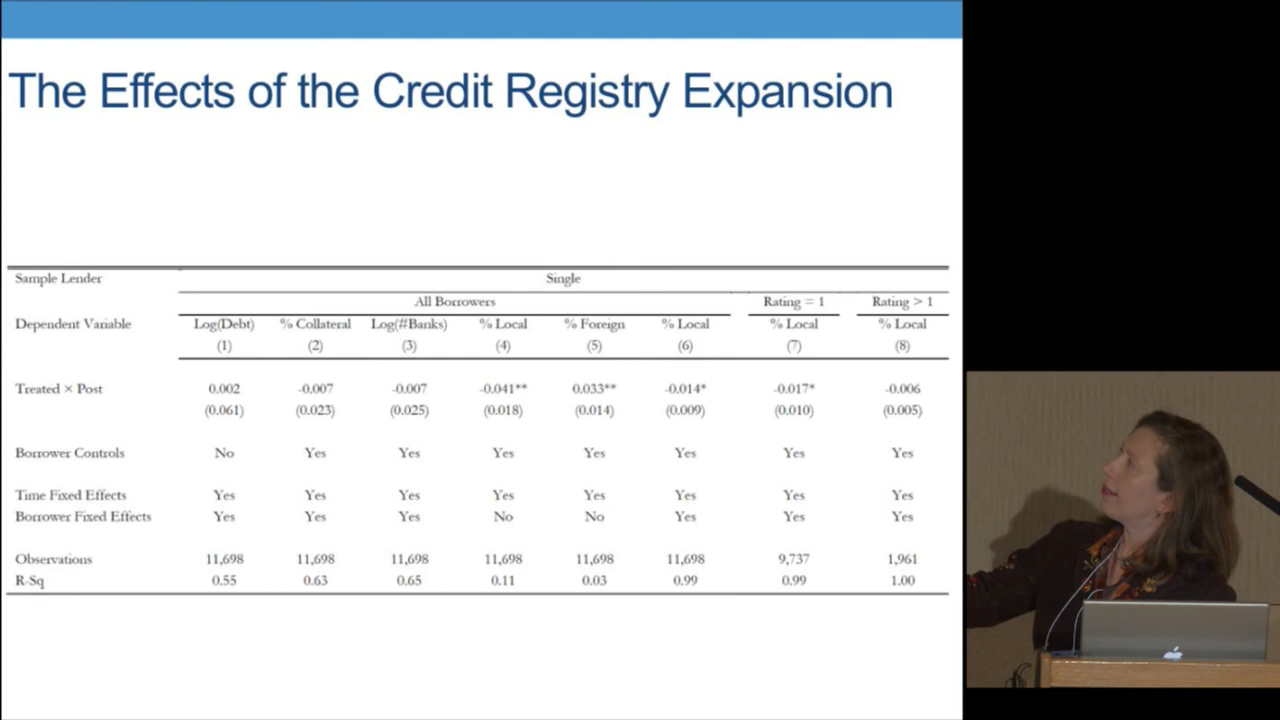 The Effects of the Credit Registry Expansion
Sample Lender Single
All Borrowers Rating = 1 Rating > 1
Dependent Variable Log(Debt) % Collateral Log(#Banks) % Local % Foreign % Local % Local % Local
(1) (2) (3) (4) (5) (6) (7) (8)
Treated × Post 0.002 -0.007 -0.007 -0.041** 0.033** -0.014* -0.017* -0.006
(0.061) (0.023) (0.025) (0.018) (0.014) (0.009) (0.010) (0.005)
Borrower Controls No Yes Yes Yes Yes Yes Yes Yes
Time Fixed Effects Yes Yes Yes Yes Yes Yes Yes Yes
Borrower Fixed Effects Yes Yes Yes No No Yes Yes Yes
Observations 11,698 11,698 11,698 11,698 11,698 11,698 9,737 1,961
R-Sq 0.55 0.63 0.65 0.11 0.03 0.99 0.99 1.00